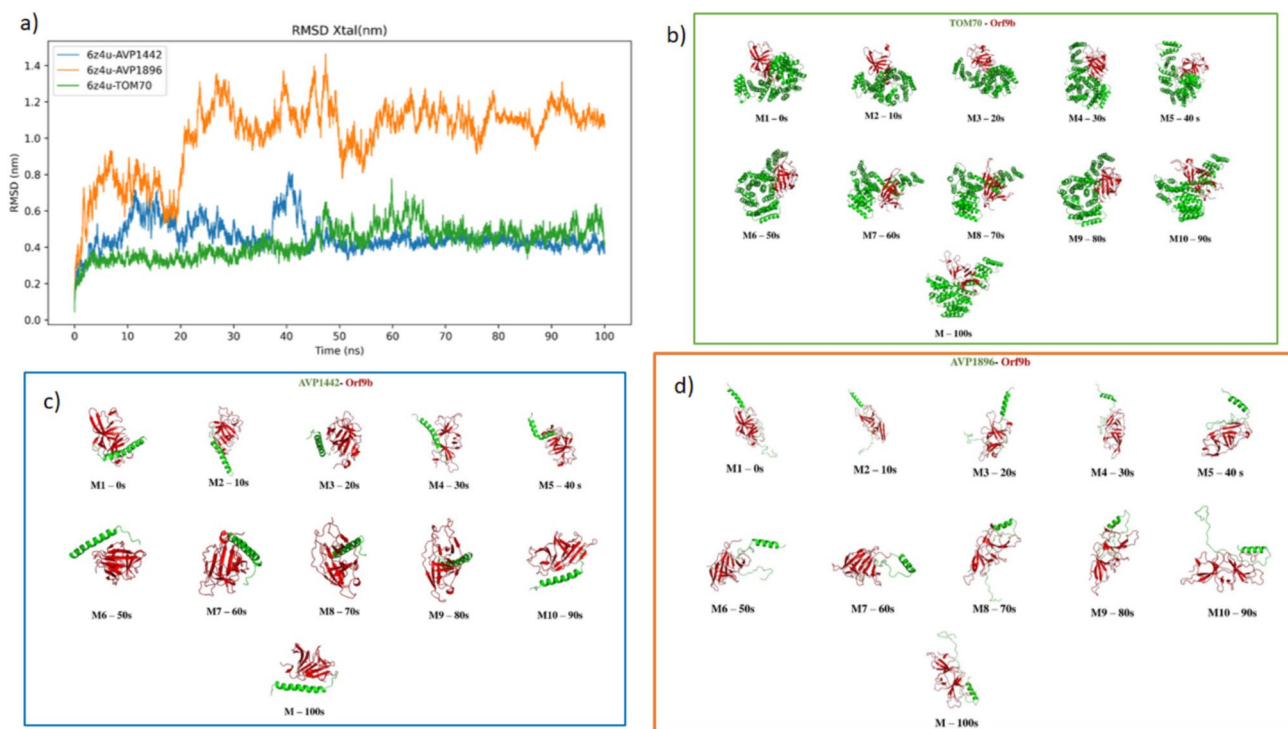 a)
RMSD Xtal(nm)
6z4u-AVP1442
6z4u-AVP1896
6z4u-TOM70
RMSD (nm)
1.4
1.2
1.0
0.8
0.6
0.4
0.2
0.0
0 10 20 30 40 50 60 70 80 90 100
Time (ns)
b)
TOM70 - Orf9b
M1 – 0s M2 – 10s M3 – 20s M4 – 30s M5 – 40 s
M6 – 50s M7 – 60s M8 – 70s M9 – 80s M10 – 90s
M – 100s
c)
AVP1442- Orf9b
M1 – 0s M2 – 10s M3 – 20s M4 – 30s M5 – 40 s
M6 – 50s M7 – 60s M8 – 70s M9 – 80s M10 – 90s
M – 100s
d)
AVP1896- Orf9b
M1 – 0s M2 – 10s M3 – 20s M4 – 30s M5 – 40 s
M6 – 50s M7 – 60s M8 – 70s M9 – 80s M10 – 90s
M – 100s